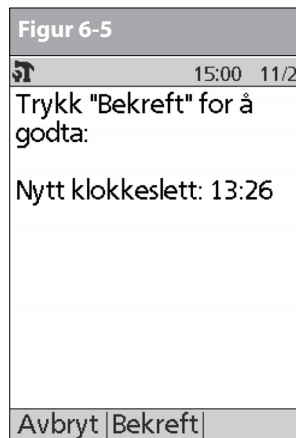 Figur 6-5
15:00 11/2
Trykk "Bekreft" for å
godta:
Nytt klokkeslett: 13:26
Avbryt Bekreft